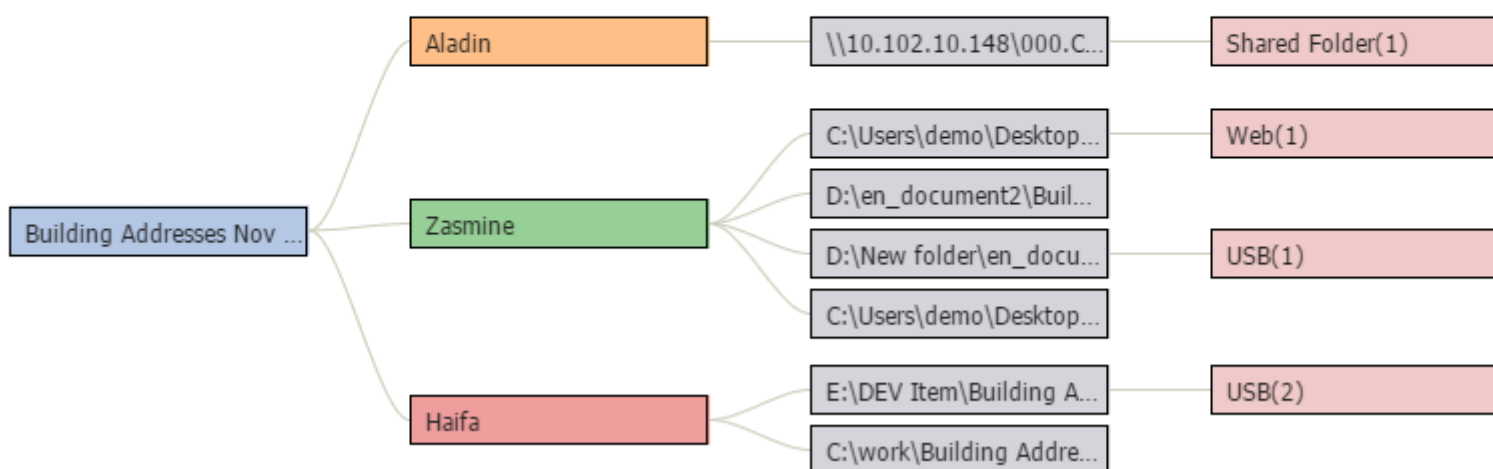 Aladin
\\10.102.10.148\000.C...
Shared Folder(1)
C:\Users\demo\Desktop...
Web(1)
D:\en_document2\Buil...
Building Addresses Nov ...
Zasmine
D:\New folder\en_docu...
USB(1)
C:\Users\demo\Desktop...
E:\DEV Item\Building A...
USB(2)
Haifa
C:\work\Building Addre...